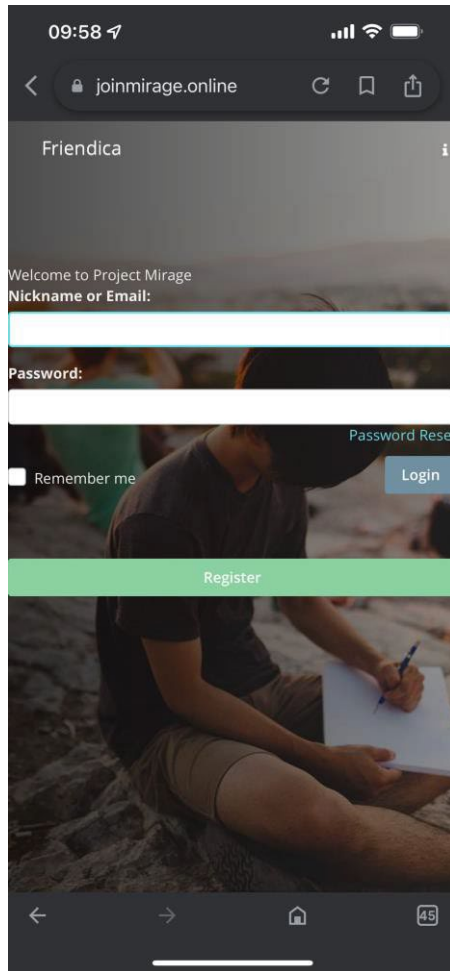 09:58
joinmirage.online
Friendica
Welcome to Project Mirage
Nickname or Email:
Password:
Password Rese
Remember me
Login
Register
45